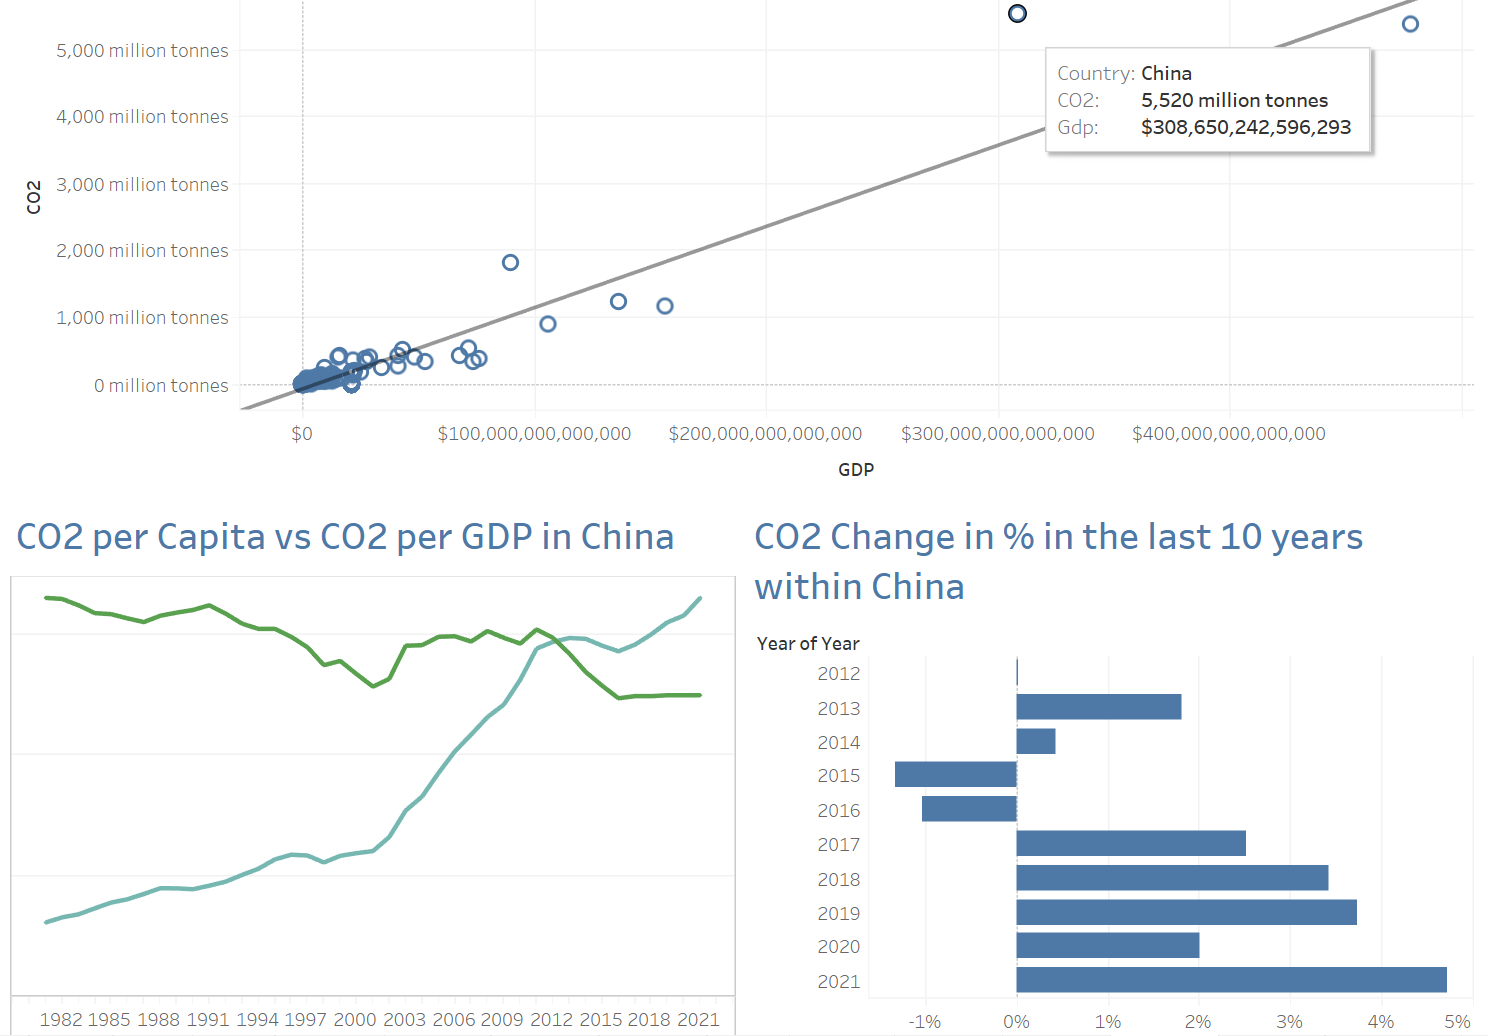 5,000 million tonnes
Country: China
CO2: 5,520 million tonnes
Gdp: $308,650,242,596,293
4,000 million tonnes
3,000 million tonnes
CO2
2,000 million tonnes
1,000 million tonnes
0 million tonnes
$0 $100,000,000,000,000 $200,000,000,000,000 $300,000,000,000,000 $400,000,000,000,000
GDP
CO2 per Capita vs CO2 per GDP in China
1982 1985 1988 1991 1994 1997 2000 2003 2006 2009 2012 2015 2018 2021
CO2 Change in % in the last 10 years
within China
Year of Year
2012
2013
2014
2015
2016
2017
2018
2019
2020
2021
-1% 0% 1% 2% 3% 4% 5%